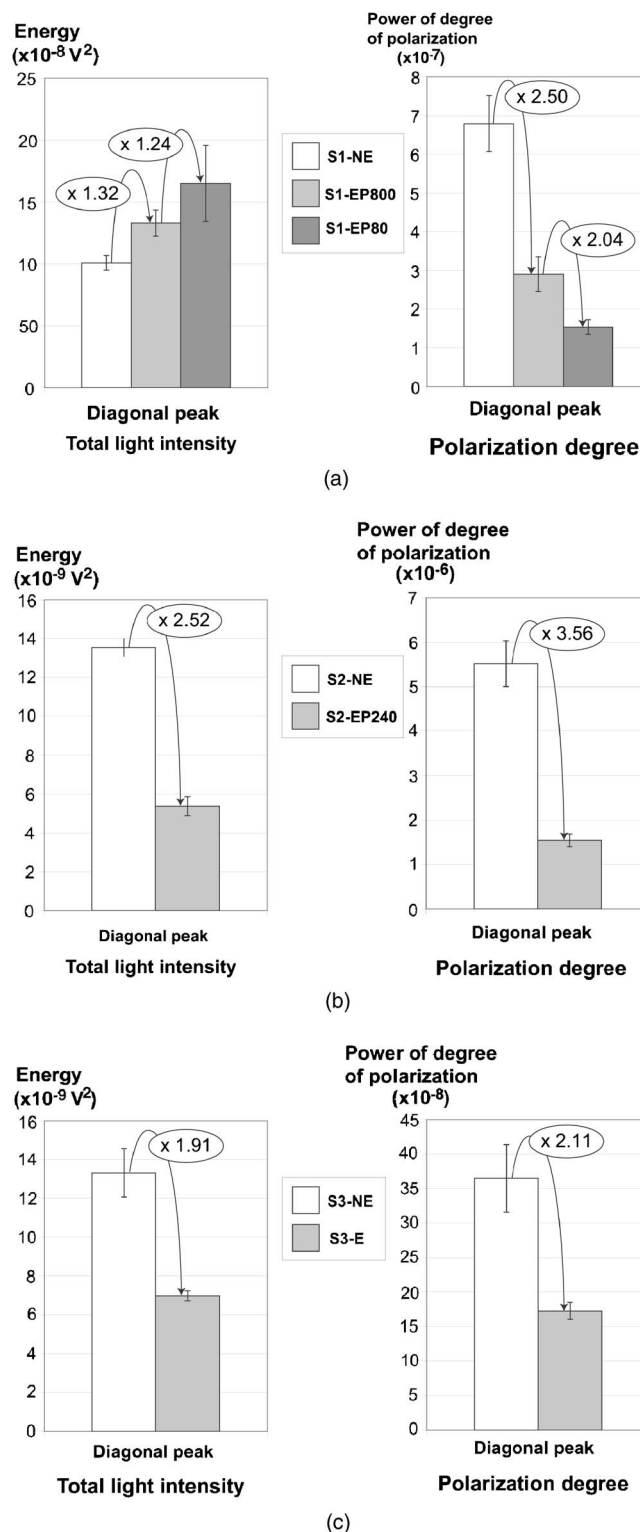 Energy
(x10-8 V2)
25
20
15
10
50
0
x 1.32
x 1.24
Diagonal peak
Total light intensity
S1-NE
S1-EP800
S1-EP80
Power of degree
of polarization
(x10-7)
8
7
6
5
4
3
2
1
0
x 2.50
x 2.04
Diagonal peak
Polarization degree
(a)
Energy
(x10-9 V2)
16
14
12
10
8
6
4
2
0
x 2.52
Diagonal peak
Total light intensity
S2-NE
S2-EP240
Power of degree
of polarization
(x10-6)
7
6
5
4
3
2
1
0
x 3.56
Diagonal peak
Polarization degree
(b)
Energy
(x10-9 V2)
16
14
12
10
8
6
4
2
0
x 1.91
Diagonal peak
Total light intensity
S3-NE
S3-E
Power of degree
of polarization
(x10-8)
45
40
35
30
25
20
15
10
5
0
x 2.11
Diagonal peak
Polarization degree
(c)